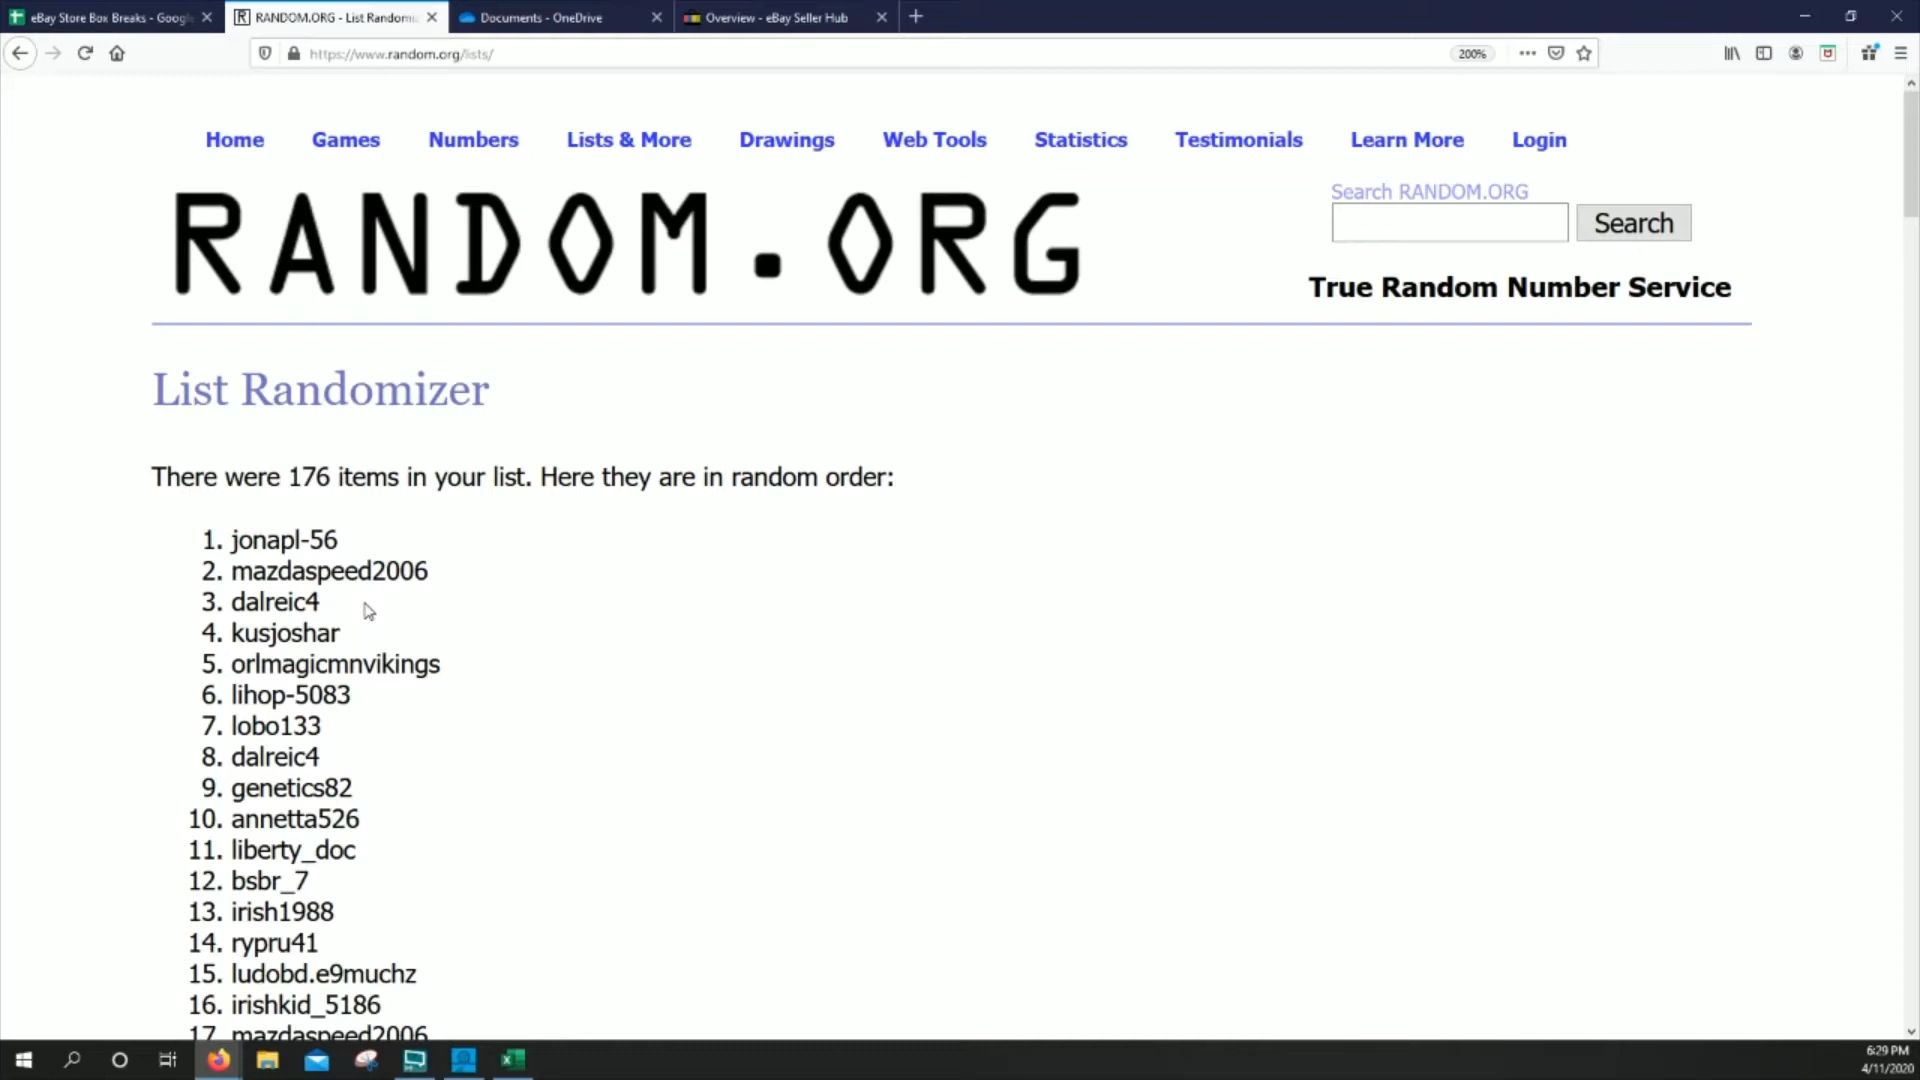 eBay Store Box Breaks - Googl
RANDOM.ORG - List Randomi
Documents - OneDrive
Overview - eBay Seller Hub
https://www.random.org/lists/
200%
Home Games Numbers Lists & More Drawings Web Tools Statistics Testimonials Learn More Login
RANDOM.ORG
Search RANDOM.ORG
Search
True Random Number Service
List Randomizer
There were 176 items in your list. Here they are in random order:
1. jonapl-56
2. mazdaspeed2006
3. dalreic4
4. kusjoshar
5. orlmagicmnvikings
6. lihop-5083
7. lobo133
8. dalreic4
9. genetics82
10. annetta526
11. liberty_doc
12. bsbr_7
13. irish1988
14. rypru41
15. ludobd.e9muchz
16. irishkid_5186
17. mazdaspeed2006
6:29 PM
4/11/2020